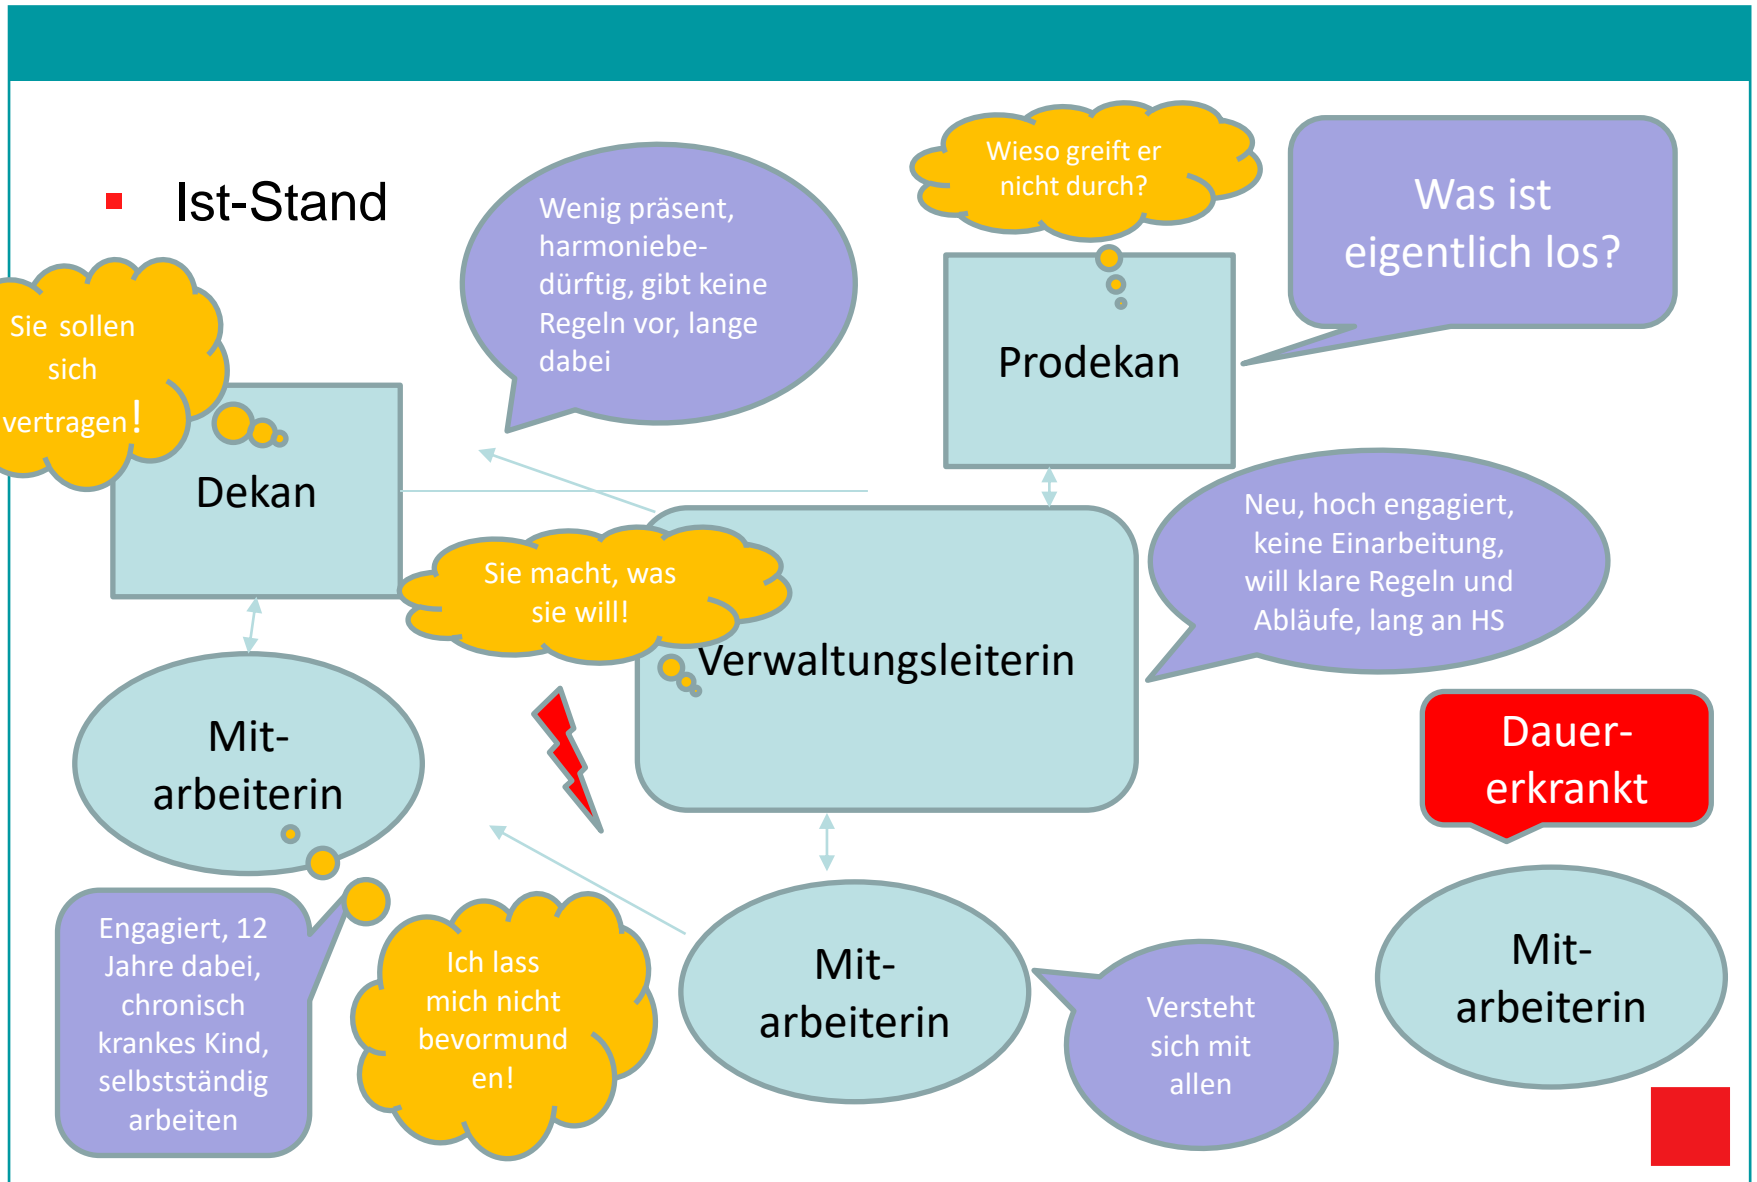 Ist-Stand
Sie sollen
sich
vertragen!
Dekan
Wenig präsent,
harmoniebe-
dürftig, gibt keine
Regeln vor, lange
dabei
Wieso greift er
nicht durch?
Prodekan
Was ist
eigentlich los?
Sie macht, was
sie will!
Verwaltungsleiterin
Neu, hoch engagiert,
keine Einarbeitung,
will klare Regeln und
Abläufe, lang an HS
Mit-
arbeiterin
Engagiert, 12
Jahre dabei,
chronisch
krankes Kind,
selbstständig
arbeiten
Ich lass
mich nicht
bevormund
en!
Mit-
arbeiterin
Versteht
sich mit
allen
Dauer-
erkrankt
Mit-
arbeiterin